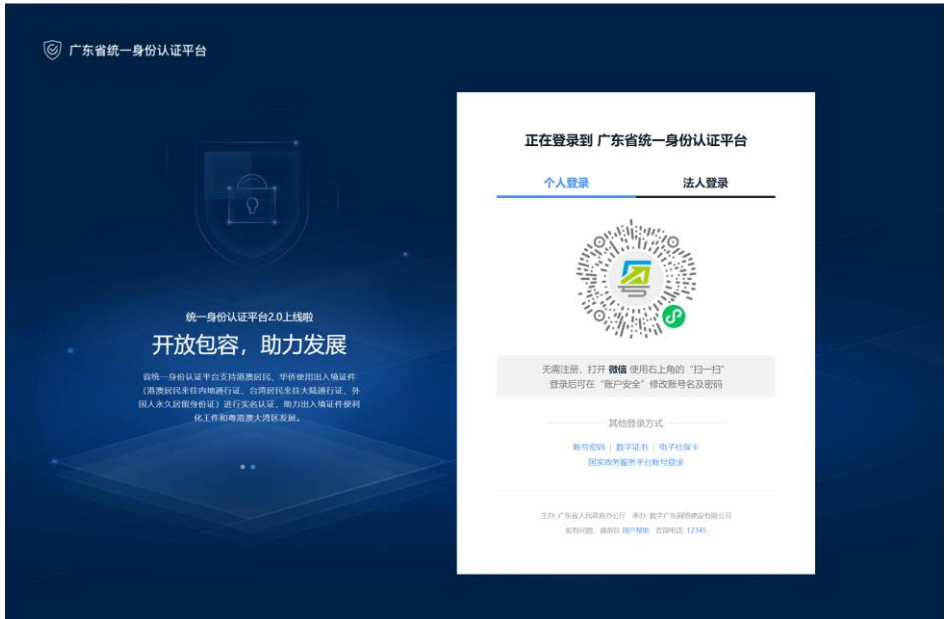 广东省统一身份认证平台
正在登录到 广东省统一身份认证平台
个人登录 法人登录
统一身份认证平台2.0上线啦
开放包容，助力发展
省统一身份认证平台支持港澳居民、华侨使用出入境证件
（港澳居民来往内地通行证、台湾居民来往大陆通行证、外
国人永久居留身份证）进行实名认证，助力出入境证件便利
化工作和粤港澳大湾区发展。
无需注册，打开 微信 使用右上角的“扫一扫”
登录后可在“账户安全”修改账号名及密码
其他登录方式
账号密码 | 数字证书 | 电子社保卡
国家政务服务平台账号登录
主办: 广东省人民政府办公厅 承办: 数字广东网络建设有限公司
如有问题，请前往 用户帮助 咨询电话: 12345